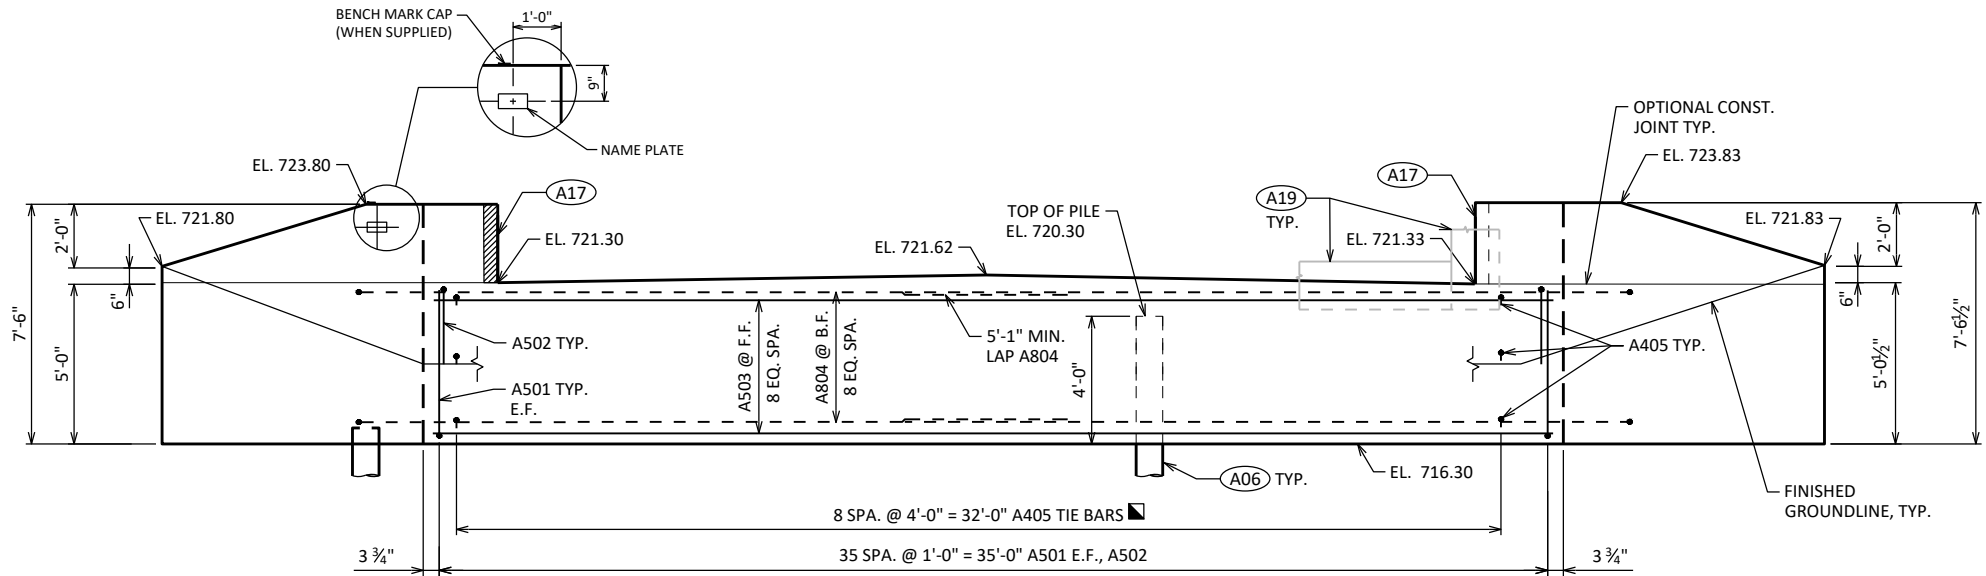 BENCH MARK CAP
(WHEN SUPPLIED)
1'-0"
9"
NAME PLATE
OPTIONAL CONST.
JOINT TYP.
EL. 723.80
EL. 723.83
A17
A17
A19
TYP.
TOP OF PILE
EL. 720.30
EL. 721.80
EL. 721.30
EL. 721.62
EL. 721.33
EL. 721.83
2'-0"
6"
7'-6"
5'-0"
2'-0"
6"
7'-6½"
5'-0½"
A502 TYP.
A501 TYP.
E.F.
A503 @ F.F.
8 EQ. SPA.
A804 @ B.F.
8 EQ. SPA.
5'-1" MIN.
LAP A804
4'-0"
A405 TYP.
EL. 716.30
A06 TYP.
FINISHED
GROUNDLINE, TYP.
8 SPA. @ 4'-0" = 32'-0" A405 TIE BARS
3 ¾"
35 SPA. @ 1'-0" = 35'-0" A501 E.F., A502
3 ¾"